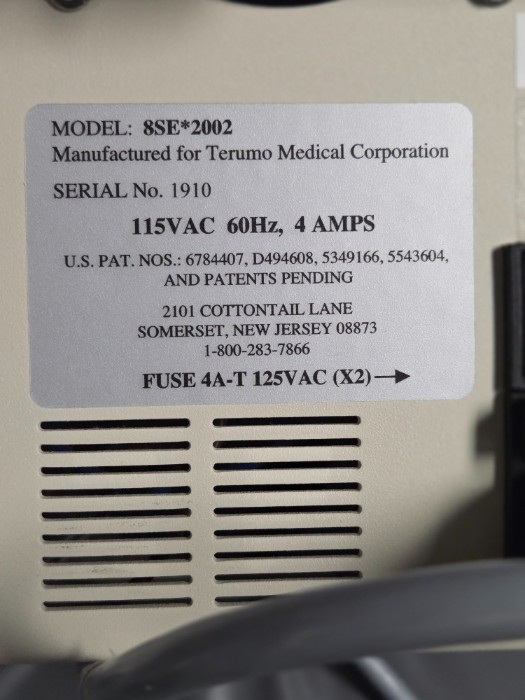 MODEL: 8SE*2002
Manufactured for Terumo Medical Corporation
SERIAL No. 1910
115VAC 60Hz, 4 AMPS
U.S. PAT. NOS.: 6784407, D494608, 5349166, 5543604,
AND PATENTS PENDING
2101 COTTONTAIL LANE
SOMERSET, NEW JERSEY 08873
1-800-283-7866
FUSE 4A-T 125VAC (X2)→